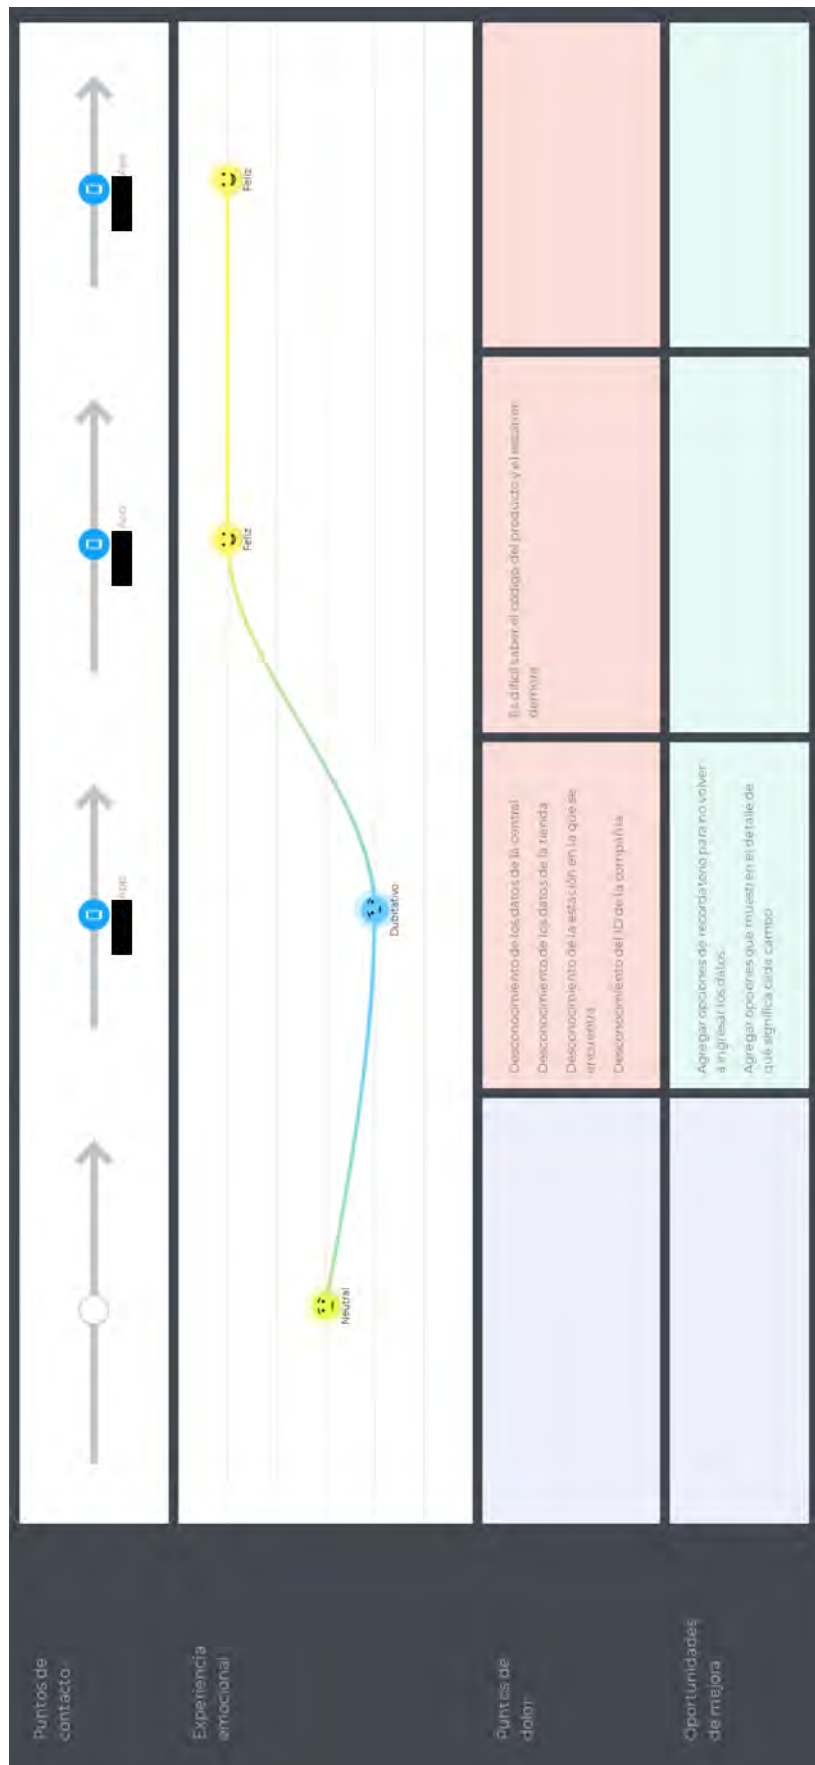 Puntos de
contacto
App
App
App
Experiencia
emocional
Neutral
Dubitativo
Feliz
Feliz
Puntos de
dolor
Desconocimiento de los datos de la central
Desconocimiento de los datos de la tienda
Desconocimiento de la estación en la que se
encuentra
Desconocimiento del ID de la compañía
Es difícil saber el código del producto y el escáner
demora
Oportunidades
de mejora
Agregar opciones de recordatorio para no volver
a ingresar los datos
Agregar opciones que muestren el detalle de
qué significa cada campo